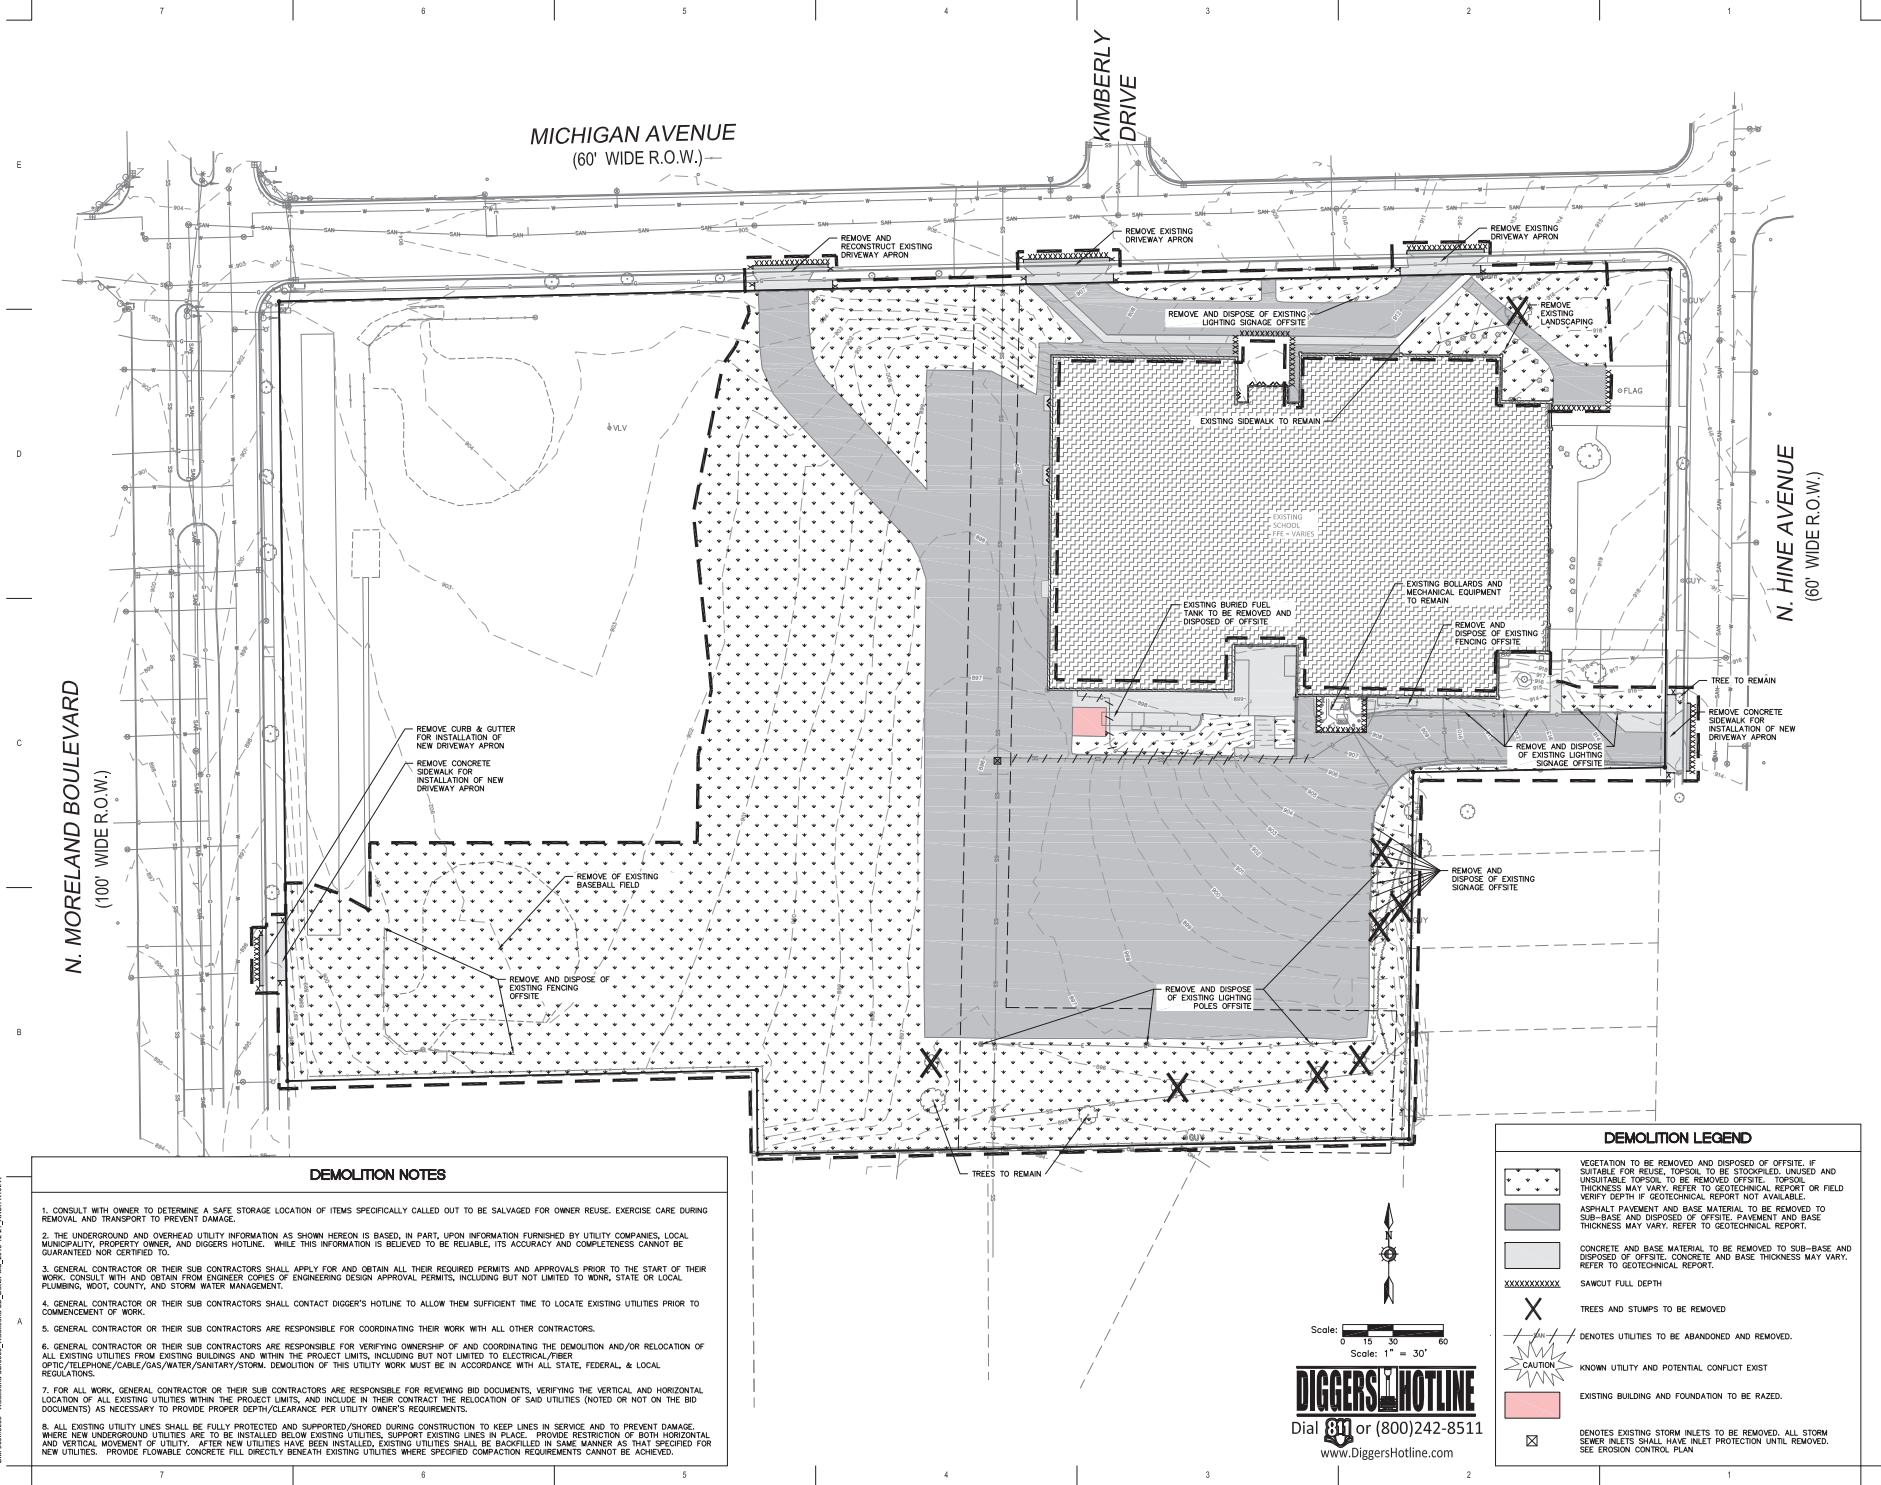 7 6 5 4 3 2 1
E
D
C
B
A
MICHIGAN AVENUE
(60' WIDE R.O.W.)
KIMBERLY
DRIVE
N. MORELAND BOULEVARD
(100' WIDE R.O.W.)
N. HINE AVENUE
(60' WIDE R.O.W.)
REMOVE AND
RECONSTRUCT EXISTING
DRIVEWAY APRON
REMOVE EXISTING
DRIVEWAY APRON
REMOVE EXISTING
DRIVEWAY APRON
REMOVE AND DISPOSE OF EXISTING
LIGHTING SIGNAGE OFFSITE
REMOVE
EXISTING
LANDSCAPING
GUY
FLAG
VLV
EXISTING SIDEWALK TO REMAIN
EXISTING
SCHOOL
FFE = VARIES
EXISTING BOLLARDS AND
MECHANICAL EQUIPMENT
TO REMAIN
GUY
EXISTING BURIED FUEL
TANK TO BE REMOVED AND
DISPOSED OF OFFSITE
REMOVE AND
DISPOSE OF EXISTING
FENCING OFFSITE
TREE TO REMAIN
REMOVE CONCRETE
SIDEWALK FOR
INSTALLATION OF NEW
DRIVEWAY APRON
REMOVE AND DISPOSE
OF EXISTING LIGHTING
SIGNAGE OFFSITE
REMOVE CURB & GUTTER
FOR INSTALLATION OF
NEW DRIVEWAY APRON
REMOVE CONCRETE
SIDEWALK FOR
INSTALLATION OF NEW
DRIVEWAY APRON
REMOVE OF EXISTING
BASEBALL FIELD
REMOVE AND
DISPOSE OF EXISTING
SIGNAGE OFFSITE
GUY
REMOVE AND DISPOSE OF
EXISTING FENCING
OFFSITE
REMOVE AND DISPOSE
OF EXISTING LIGHTING
POLES OFFSITE
GUY
TREES TO REMAIN
DEMOLITION NOTES
1. CONSULT WITH OWNER TO DETERMINE A SAFE STORAGE LOCATION OF ITEMS SPECIFICALLY CALLED OUT TO BE SALVAGED FOR OWNER REUSE. EXERCISE CARE DURING
REMOVAL AND TRANSPORT TO PREVENT DAMAGE.
2. THE UNDERGROUND AND OVERHEAD UTILITY INFORMATION AS SHOWN HEREON IS BASED, IN PART, UPON INFORMATION FURNISHED BY UTILITY COMPANIES, LOCAL
MUNICIPALITY, PROPERTY OWNER, AND DIGGERS HOTLINE. WHILE THIS INFORMATION IS BELIEVED TO BE RELIABLE, ITS ACCURACY AND COMPLETENESS CANNOT BE
GUARANTEED NOR CERTIFIED TO.
3. GENERAL CONTRACTOR OR THEIR SUB CONTRACTORS SHALL APPLY FOR AND OBTAIN ALL THEIR REQUIRED PERMITS AND APPROVALS PRIOR TO THE START OF THEIR
WORK. CONSULT WITH AND OBTAIN FROM ENGINEER COPIES OF ENGINEERING DESIGN APPROVAL PERMITS, INCLUDING BUT NOT LIMITED TO WDNR, STATE OR LOCAL
PLUMBING, WDOT, COUNTY, AND STORM WATER MANAGEMENT.
4. GENERAL CONTRACTOR OR THEIR SUB CONTRACTORS SHALL CONTACT DIGGER'S HOTLINE TO ALLOW THEM SUFFICIENT TIME TO LOCATE EXISTING UTILITIES PRIOR TO
COMMENCEMENT OF WORK.
5. GENERAL CONTRACTOR OR THEIR SUB CONTRACTORS ARE RESPONSIBLE FOR COORDINATING THEIR WORK WITH ALL OTHER CONTRACTORS.
6. GENERAL CONTRACTOR OR THEIR SUB CONTRACTORS ARE RESPONSIBLE FOR VERIFYING OWNERSHIP OF AND COORDINATING THE DEMOLITION AND/OR RELOCATION OF
ALL EXISTING UTILITIES FROM EXISTING BUILDINGS AND WITHIN THE PROJECT LIMITS, INCLUDING BUT NOT LIMITED TO ELECTRICAL/FIBER
OPTIC/TELEPHONE/CABLE/GAS/WATER/SANITARY/STORM. DEMOLITION OF THIS UTILITY WORK MUST BE IN ACCORDANCE WITH ALL STATE, FEDERAL, & LOCAL
REGULATIONS.
7. FOR ALL WORK, GENERAL CONTRACTOR OR THEIR SUB CONTRACTORS ARE RESPONSIBLE FOR REVIEWING BID DOCUMENTS, VERIFYING THE VERTICAL AND HORIZONTAL
LOCATION OF ALL EXISTING UTILITIES WITHIN THE PROJECT LIMITS, AND INCLUDE IN THEIR CONTRACT THE RELOCATION OF SAID UTILITIES (NOTED OR NOT ON THE BID
DOCUMENTS) AS NECESSARY TO PROVIDE PROPER DEPTH/CLEARANCE PER UTILITY OWNER'S REQUIREMENTS.
8. ALL EXISTING UTILITY LINES SHALL BE FULLY PROTECTED AND SUPPORTED/SHORED DURING CONSTRUCTION TO KEEP LINES IN SERVICE AND TO PREVENT DAMAGE.
WHERE NEW UNDERGROUND UTILITIES ARE TO BE INSTALLED BELOW EXISTING UTILITIES, SUPPORT EXISTING LINES IN PLACE. PROVIDE RESTRICTION OF BOTH HORIZONTAL
AND VERTICAL MOVEMENT OF UTILITY. AFTER NEW UTILITIES HAVE BEEN INSTALLED, EXISTING UTILITIES SHALL BE BACKFILLED IN SAME MANNER AS THAT SPECIFIED FOR
NEW UTILITIES. PROVIDE FLOWABLE CONCRETE FILL DIRECTLY BENEATH EXISTING UTILITIES WHERE SPECIFIED COMPACTION REQUIREMENTS CANNOT BE ACHIEVED.
N
Scale:
0 15 30 60
Scale: 1" = 30'
DIGGERS HOTLINE
Dial 811 or (800)242-8511
www.DiggersHotline.com
DEMOLITION LEGEND
VEGETATION TO BE REMOVED AND DISPOSED OF OFFSITE. IF
SUITABLE FOR REUSE, TOPSOIL TO BE STOCKPILED. UNUSED AND
UNSUITABLE TOPSOIL TO BE REMOVED OFFSITE. TOPSOIL
THICKNESS MAY VARY. REFER TO GEOTECHNICAL REPORT OR FIELD
VERIFY DEPTH IF GEOTECHNICAL REPORT NOT AVAILABLE.
ASPHALT PAVEMENT AND BASE MATERIAL TO BE REMOVED TO
SUB-BASE AND DISPOSED OF OFFSITE. PAVEMENT AND BASE
THICKNESS MAY VARY. REFER TO GEOTECHNICAL REPORT.
CONCRETE AND BASE MATERIAL TO BE REMOVED TO SUB-BASE AND
DISPOSED OF OFFSITE. CONCRETE AND BASE THICKNESS MAY VARY.
REFER TO GEOTECHNICAL REPORT.
SAWCUT FULL DEPTH
TREES AND STUMPS TO BE REMOVED
SAN DENOTES UTILITIES TO BE ABANDONED AND REMOVED.
CAUTION KNOWN UTILITY AND POTENTIAL CONFLICT EXIST
EXISTING BUILDING AND FOUNDATION TO BE RAZED.
DENOTES EXISTING STORM INLETS TO BE REMOVED. ALL STORM
SEWER INLETS SHALL HAVE INLET PROTECTION UNTIL REMOVED.
SEE EROSION CONTROL PLAN
7 6 5 4 3 2 1